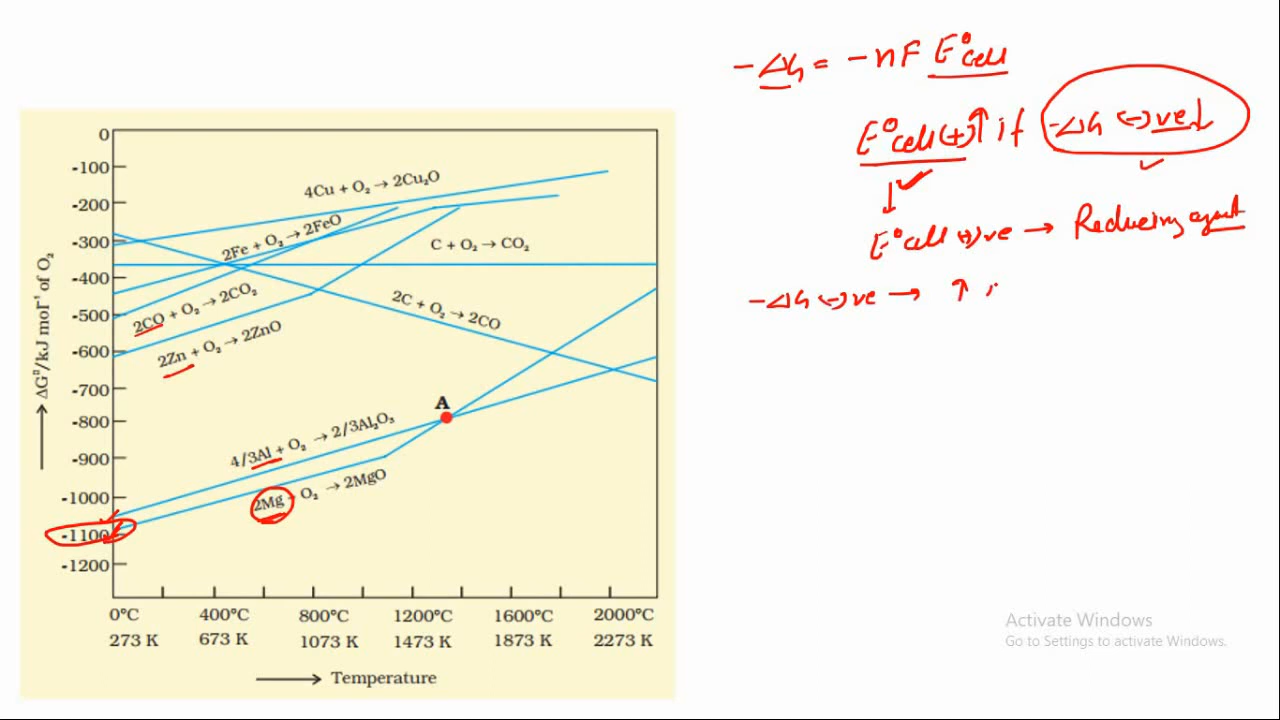 -ΔG = -nF E°cell
E°cell (+)↑ if -ΔG (-)ve↓
E°cell (+)ve → Reducing agent
-ΔG (-)ve → ↑
0
-100
-200
-300
-400
-500
-600
-700
-800
-900
-1000
-1100
-1200
ΔG⁰/kJ mol⁻¹ of O₂
4Cu + O₂ → 2Cu₂O
2Fe + O₂ → 2FeO
C + O₂ → CO₂
2CO + O₂ → 2CO₂
2C + O₂ → 2CO
2Zn + O₂ → 2ZnO
A
4/3Al + O₂ → 2/3Al₂O₃
2Mg + O₂ → 2MgO
0°C 400°C 800°C 1200°C 1600°C 2000°C
273 K 673 K 1073 K 1473 K 1873 K 2273 K
Temperature
Activate Windows
Go to Settings to activate Windows.